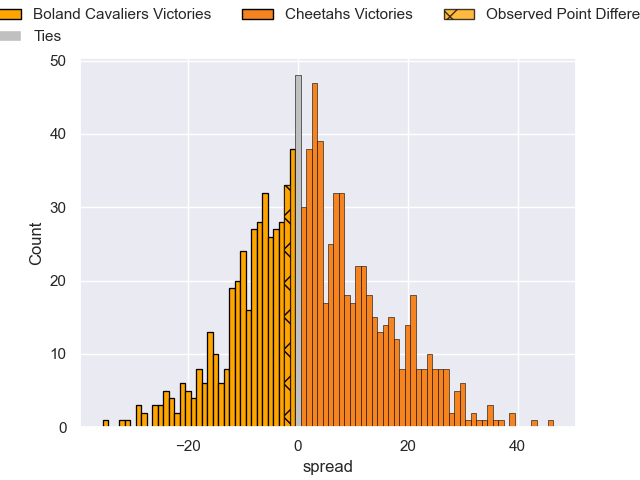 Boland Cavaliers Victories
Cheetahs Victories
Observed Point Differe
Ties
50
40
30
20
10
0
Count
−20
0
20
40
spread